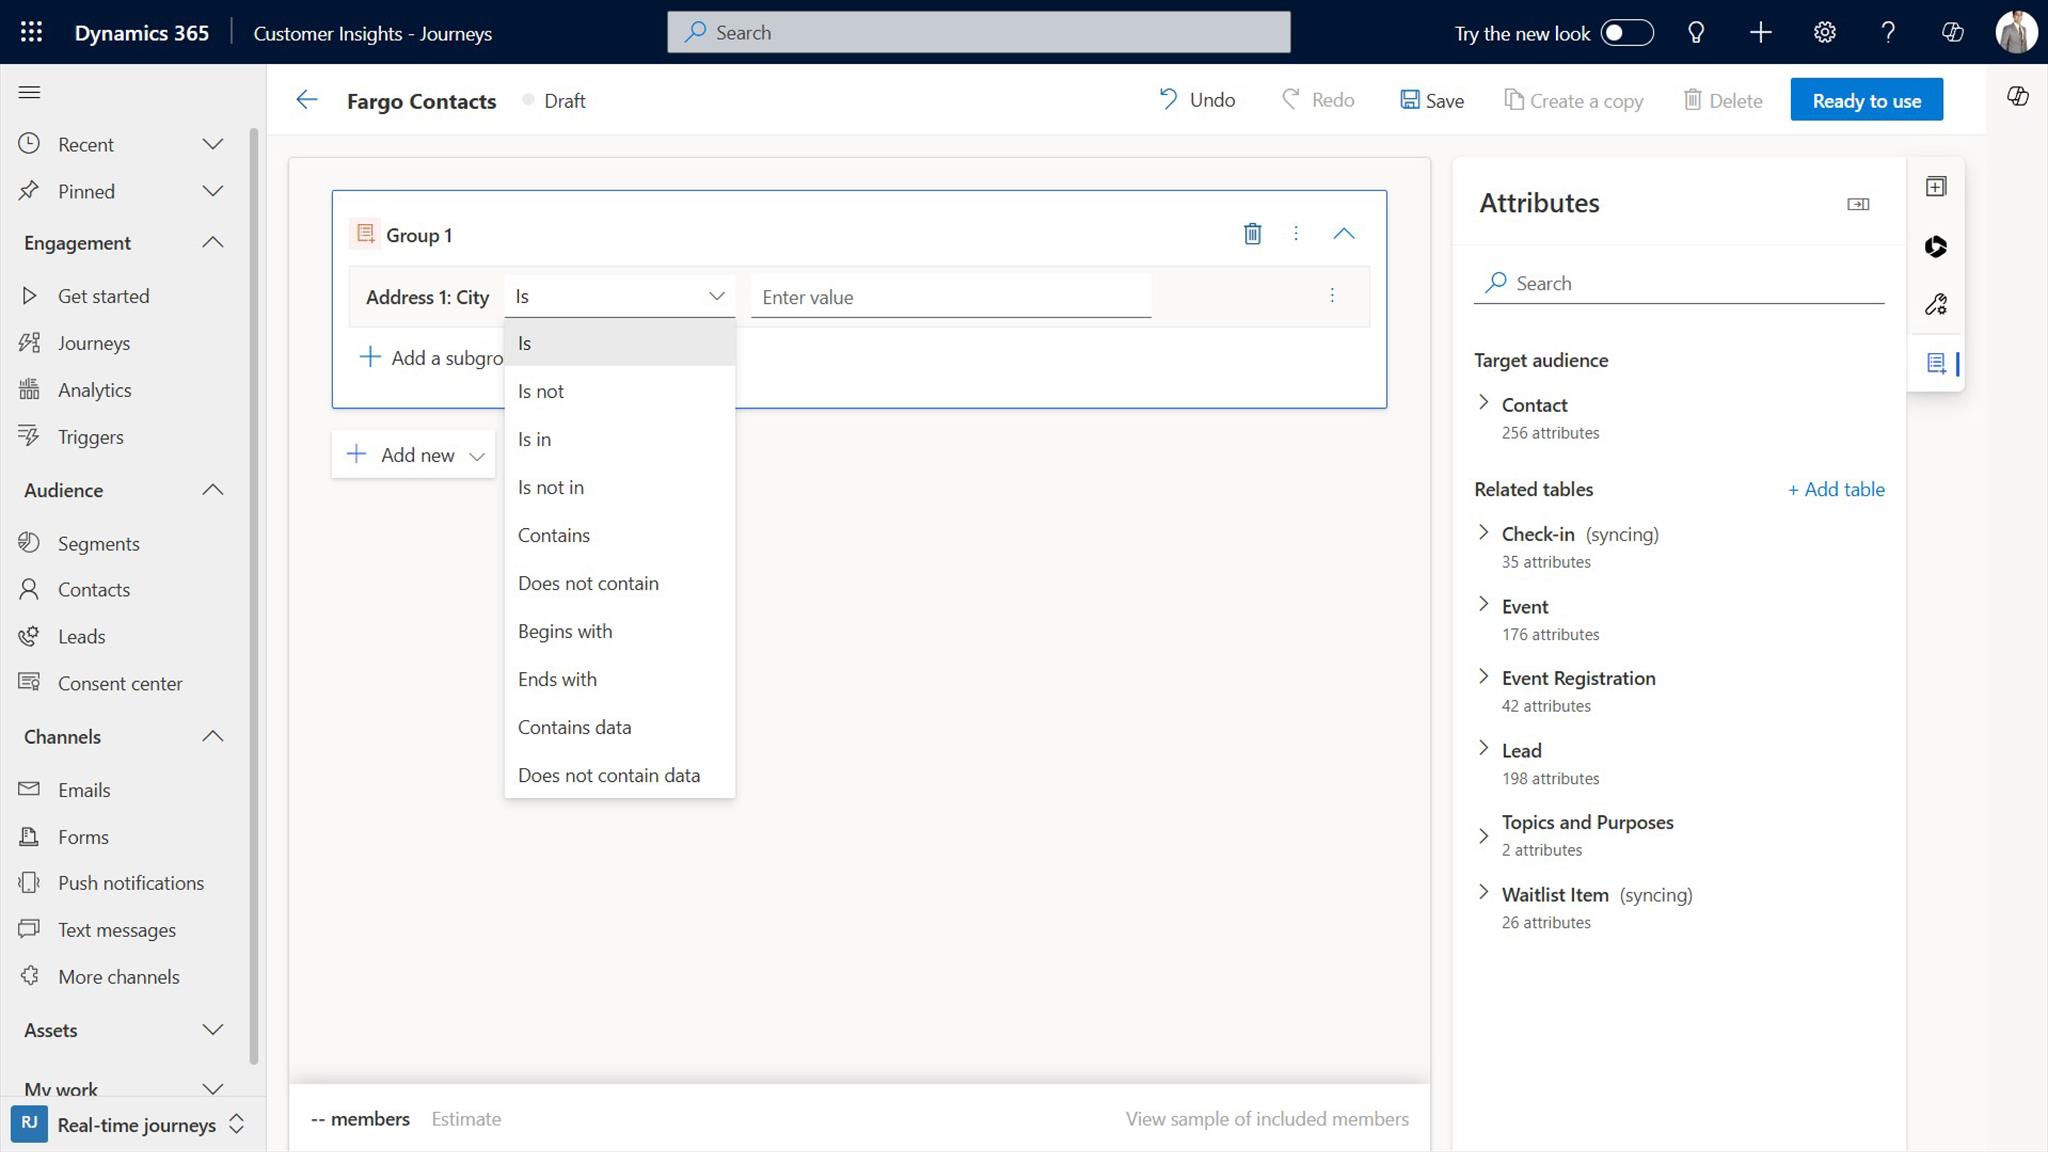 Dynamics 365
Customer Insights - Journeys
Search
Try the new look
Fargo Contacts
Draft
Undo
Redo
Save
Create a copy
Delete
Ready to use
Recent
Pinned
Engagement
Get started
Journeys
Analytics
Triggers
Audience
Segments
Contacts
Leads
Consent center
Channels
Emails
Forms
Push notifications
Text messages
More channels
Assets
My work
RJ Real-time journeys
Group 1
Address 1: City
Is
Enter value
Add a subgro
Add new
Is
Is not
Is in
Is not in
Contains
Does not contain
Begins with
Ends with
Contains data
Does not contain data
-- members
Estimate
View sample of included members
Attributes
Search
Target audience
Contact
256 attributes
Related tables
+ Add table
Check-in (syncing)
35 attributes
Event
176 attributes
Event Registration
42 attributes
Lead
198 attributes
Topics and Purposes
2 attributes
Waitlist Item (syncing)
26 attributes